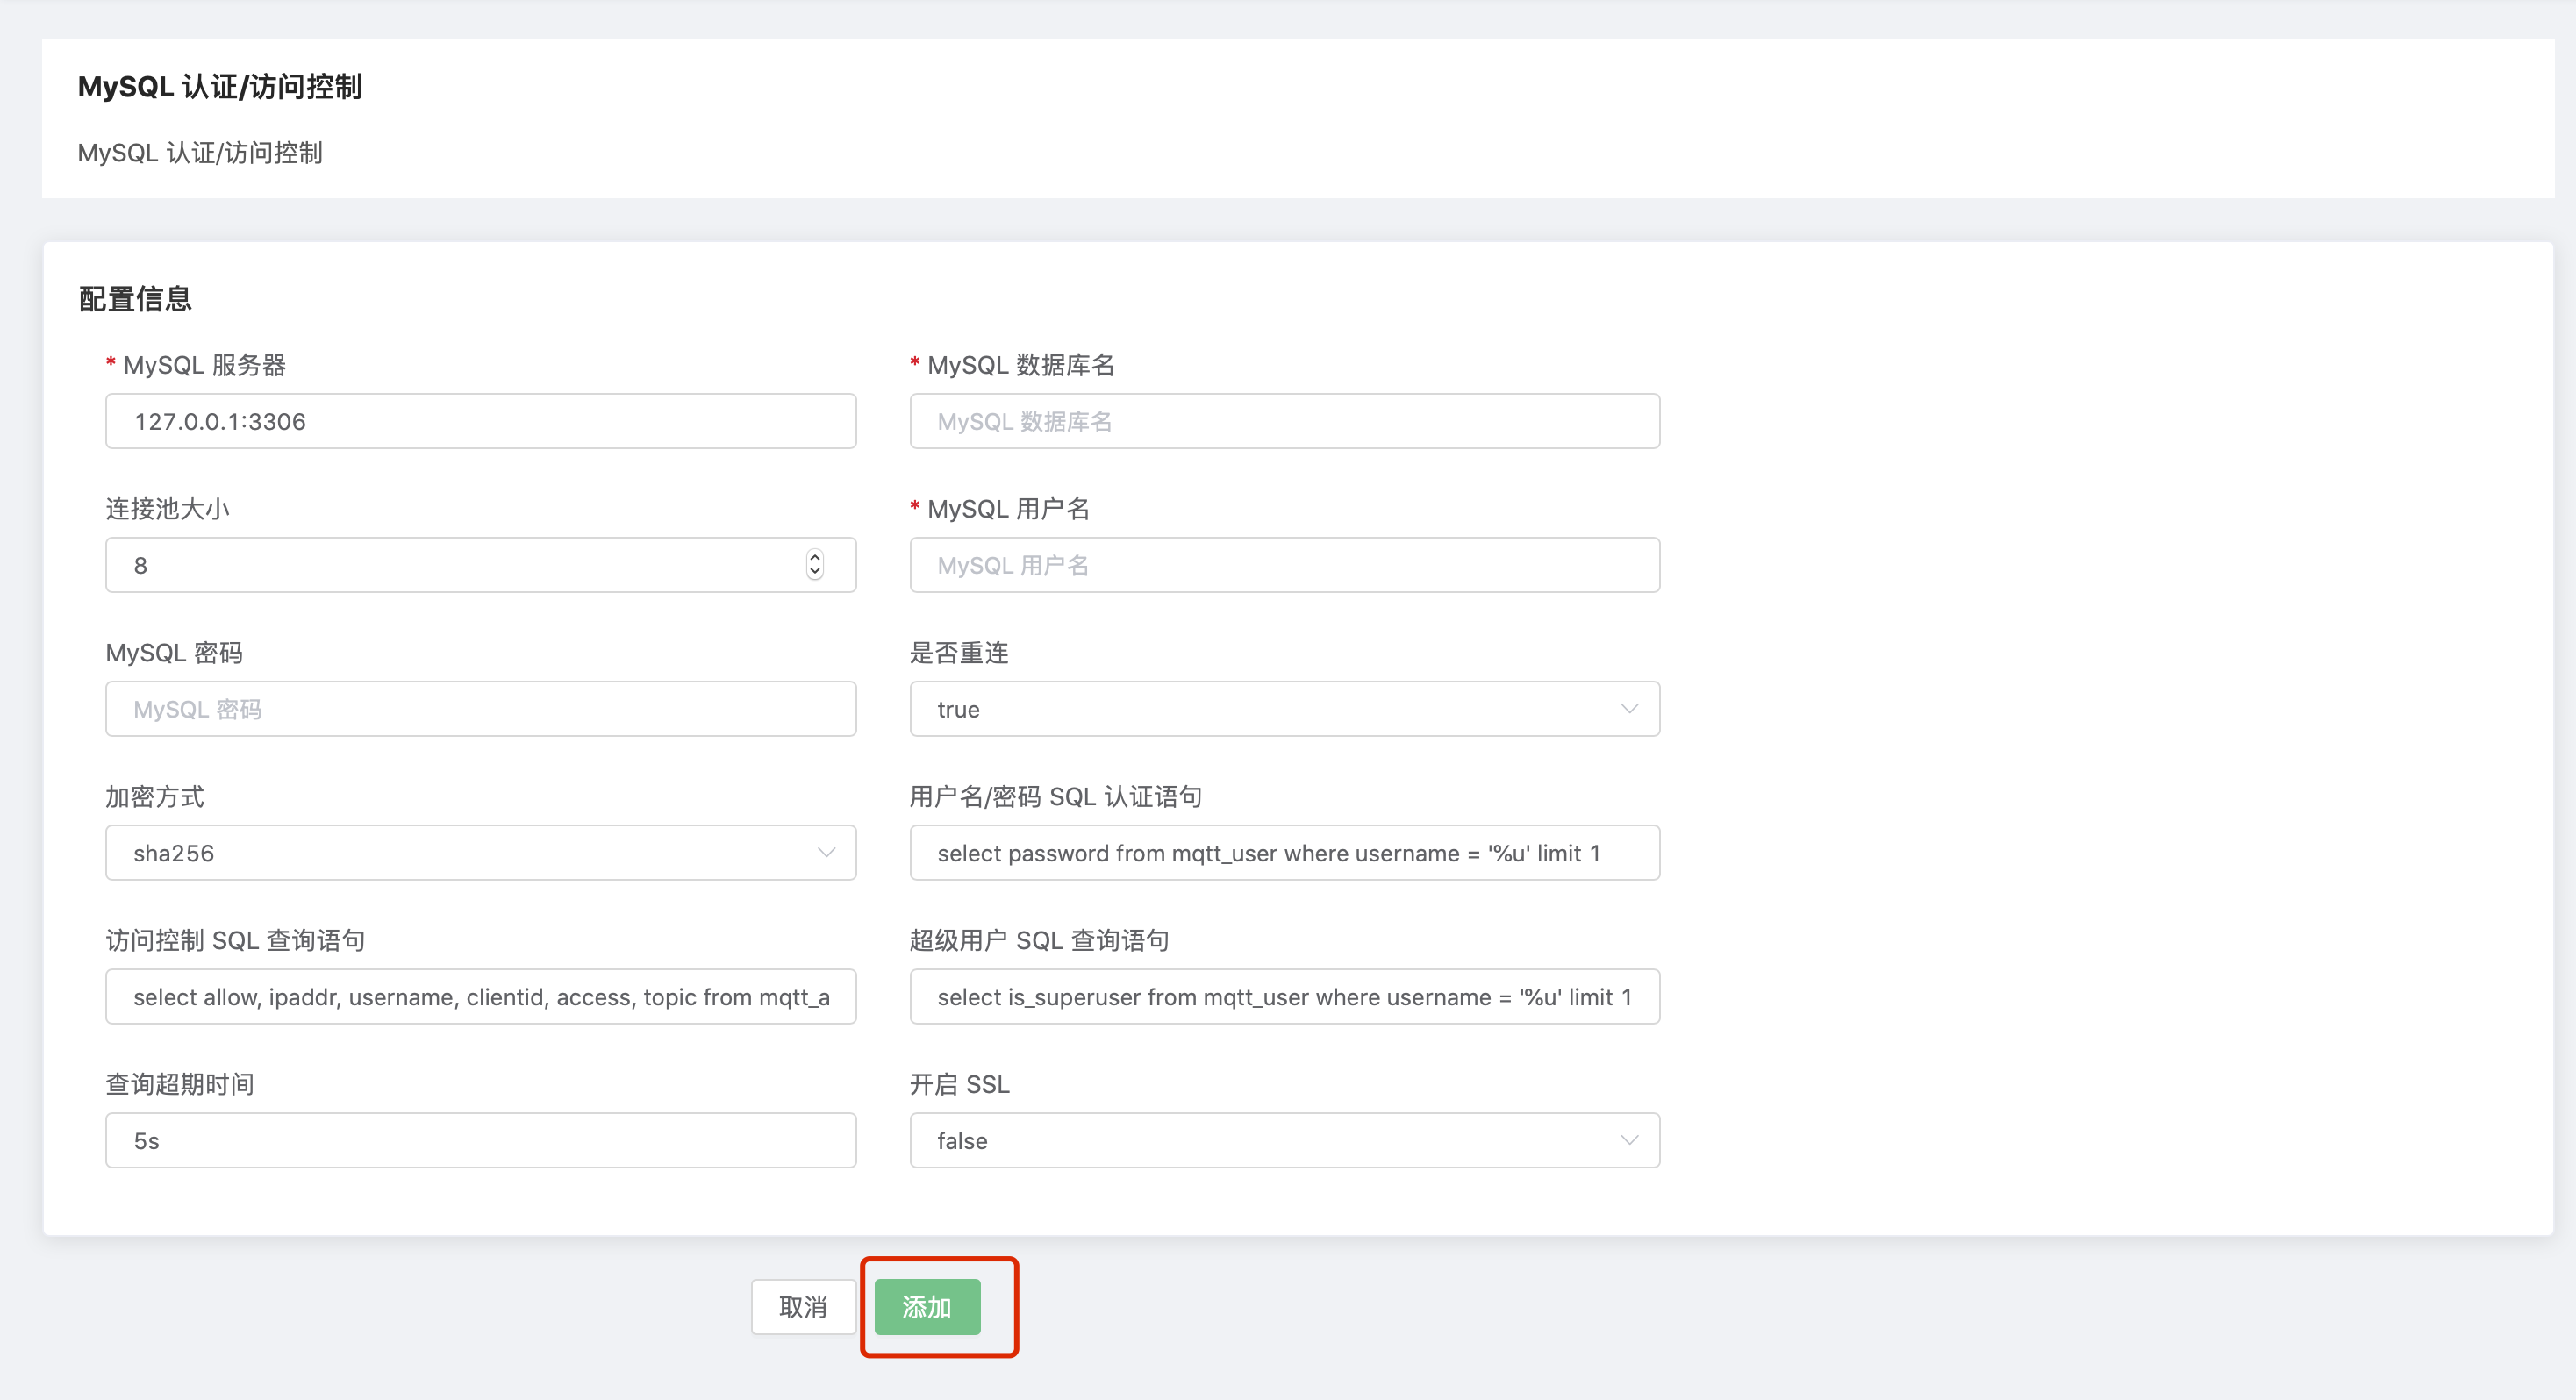 MySQL 认证/访问控制
MySQL 认证/访问控制
配置信息
* MySQL 服务器
* MySQL 数据库名
127.0.0.1:3306
MySQL 数据库名
连接池大小
* MySQL 用户名
8
MySQL 用户名
MySQL 密码
是否重连
MySQL 密码
true
加密方式
用户名/密码 SQL 认证语句
sha256
select password from mqtt_user where username = '%u' limit 1
访问控制 SQL 查询语句
超级用户 SQL 查询语句
select allow, ipaddr, username, clientid, access, topic from mqtt_a
select is_superuser from mqtt_user where username = '%u' limit 1
查询超期时间
开启 SSL
5s
false
取消
添加